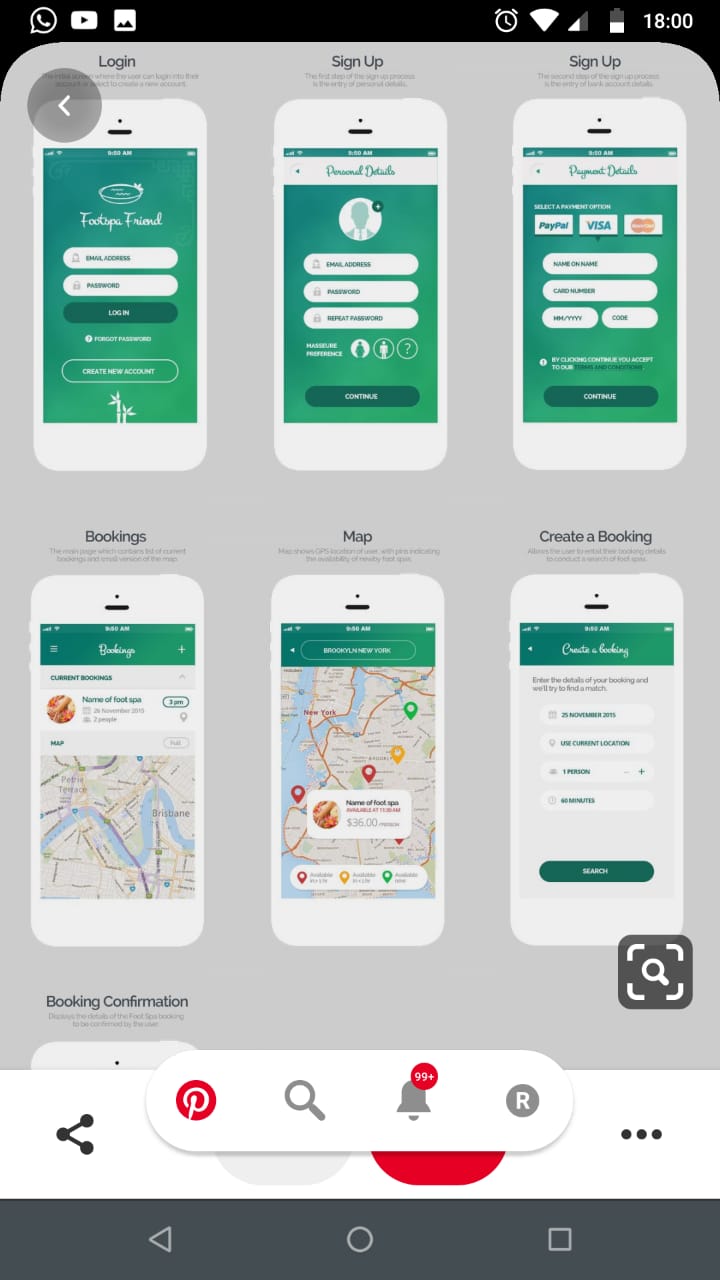 18:00
Login
The initial screen where the user can login into their
account or select to create a new account.
9:50 AM
Footspa Friend
EMAIL ADDRESS
PASSWORD
LOG IN
? FORGOT PASSWORD
CREATE NEW ACCOUNT
Sign Up
The first step of the sign up process
is the entry of personal details.
9:50 AM
Personal Details
+
EMAIL ADDRESS
PASSWORD
REPEAT PASSWORD
MASSEURE
PREFERENCE
?
CONTINUE
Sign Up
The second step of the sign up process
is the entry of bank account details.
9:50 AM
Payment Details
SELECT A PAYMENT OPTION
PayPal VISA MasterCard
NAME ON NAME
CARD NUMBER
MM/YYYY CODE
BY CLICKING CONTINUE YOU ACCEPT
TO OUR TERMS AND CONDITIONS
CONTINUE
Bookings
The main page which contains list of current
bookings and small version of the map.
9:50 AM
Bookings +
CURRENT BOOKINGS
Name of foot spa 3 pm
26 November 2015
2 people
MAP Full
Petrie
Terrace
Brisbane
Map
Map shows GPS location of user, with pins indicating
the availability of newby foot spas.
9:50 AM
BROOKYLN NEW YORK
New York
Name of foot spa
AVAILABLE AT 11:30 AM
$36.00 /PERSON
Available
in > 1 hr
Available
in < 1 hr
Available
now
Create a Booking
Allows the user to entail their booking details
to conduct a search of foot spas.
9:50 AM
Create a booking
Enter the details of your booking and
we'll try to find a match.
25 NOVEMBER 2015
USE CURRENT LOCATION
1 PERSON − +
60 MINUTES
SEARCH
Booking Confirmation
Displays the details of the Foot Spa booking
to be confirmed by the user.
99+
R